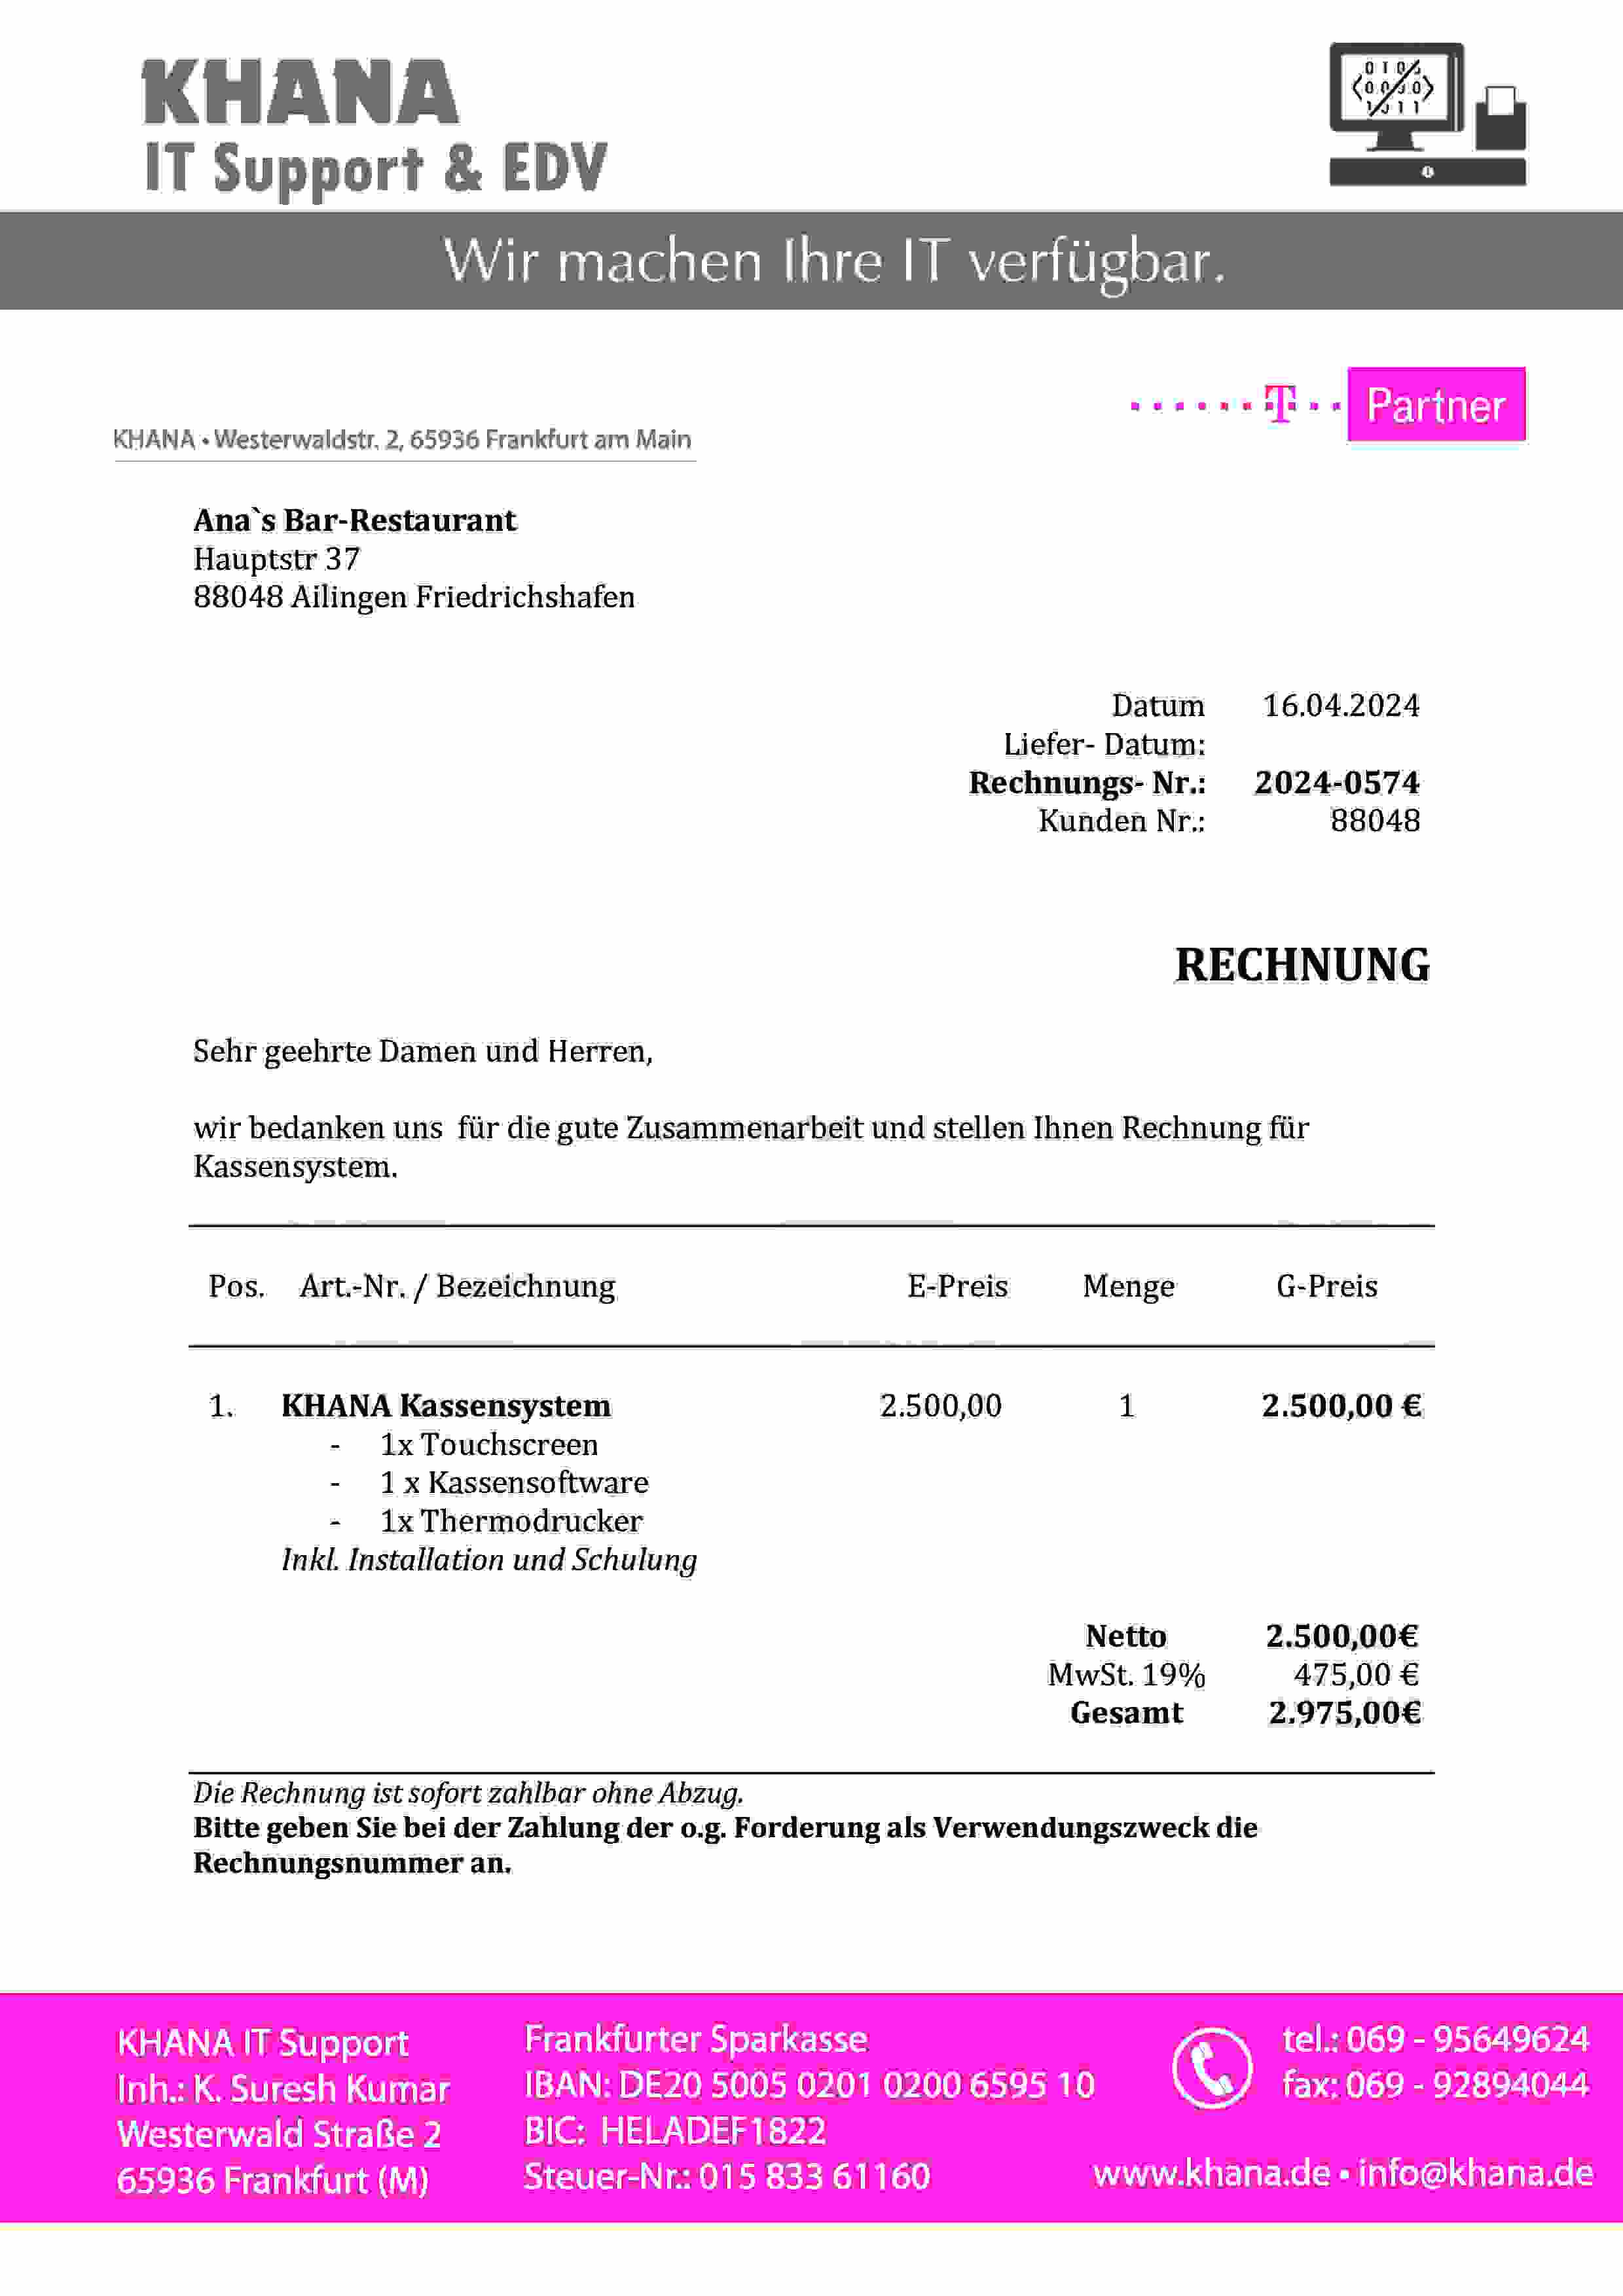 KHANA
IT Support & EDV
Wir machen Ihre IT verfügbar.
T Partner
KHANA • Westerwaldstr. 2, 65936 Frankfurt am Main
Ana`s Bar-Restaurant
Hauptstr 37
88048 Ailingen Friedrichshafen
Datum 16.04.2024
Liefer- Datum:
Rechnungs- Nr.: 2024-0574
Kunden Nr.: 88048
RECHNUNG
Sehr geehrte Damen und Herren,
wir bedanken uns für die gute Zusammenarbeit und stellen Ihnen Rechnung für
Kassensystem.
Pos. Art.-Nr. / Bezeichnung E-Preis Menge G-Preis
1. KHANA Kassensystem 2.500,00 1 2.500,00 €
- 1x Touchscreen
- 1 x Kassensoftware
- 1x Thermodrucker
Inkl. Installation und Schulung
Netto 2.500,00€
MwSt. 19% 475,00 €
Gesamt 2.975,00€
Die Rechnung ist sofort zahlbar ohne Abzug.
Bitte geben Sie bei der Zahlung der o.g. Forderung als Verwendungszweck die
Rechnungsnummer an.
KHANA IT Support
Inh.: K. Suresh Kumar
Westerwald Straße 2
65936 Frankfurt (M)
Frankfurter Sparkasse
IBAN: DE20 5005 0201 0200 6595 10
BIC: HELADEF1822
Steuer-Nr.: 015 833 61160
tel.: 069 - 95649624
fax: 069 - 92894044
www.khana.de • info@khana.de